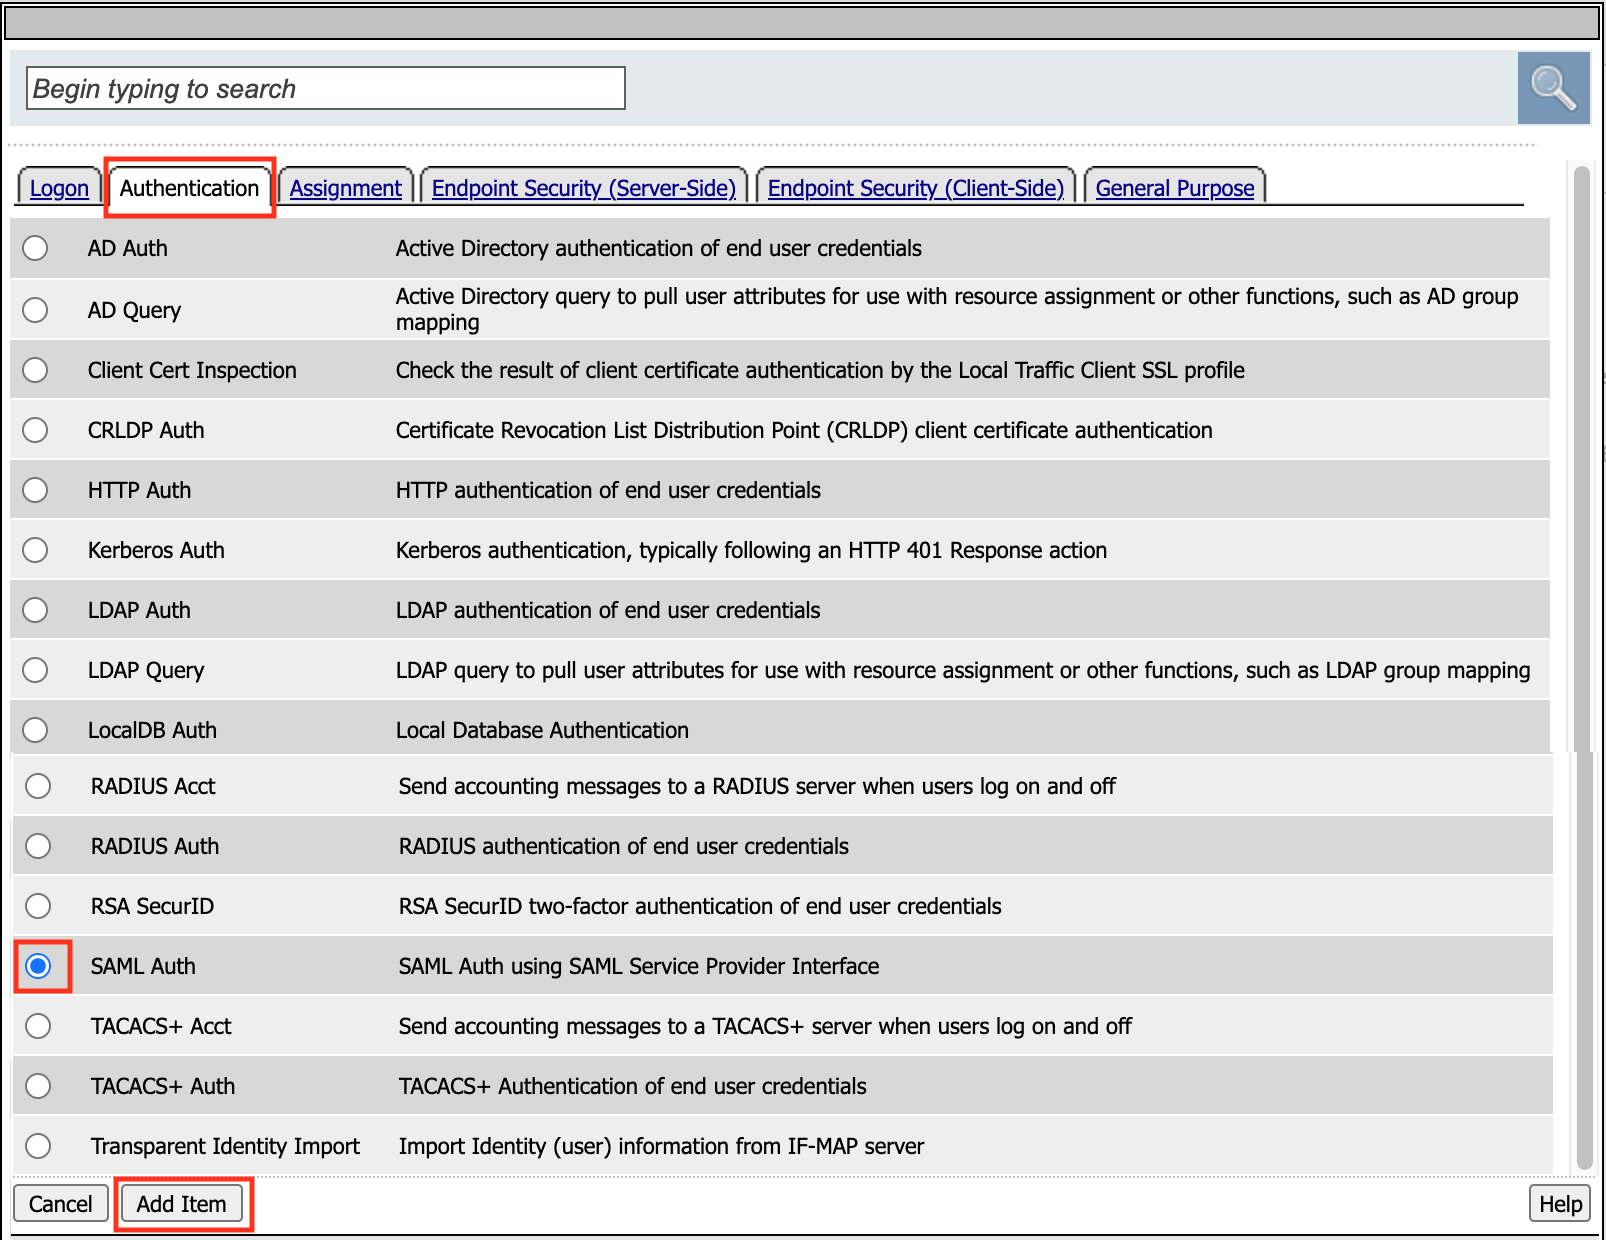 Begin typing to search
Logon Authentication Assignment Endpoint Security (Server-Side) Endpoint Security (Client-Side) General Purpose
AD Auth Active Directory authentication of end user credentials
AD Query Active Directory query to pull user attributes for use with resource assignment or other functions, such as AD group
mapping
Client Cert Inspection Check the result of client certificate authentication by the Local Traffic Client SSL profile
CRLDP Auth Certificate Revocation List Distribution Point (CRLDP) client certificate authentication
HTTP Auth HTTP authentication of end user credentials
Kerberos Auth Kerberos authentication, typically following an HTTP 401 Response action
LDAP Auth LDAP authentication of end user credentials
LDAP Query LDAP query to pull user attributes for use with resource assignment or other functions, such as LDAP group mapping
LocalDB Auth Local Database Authentication
RADIUS Acct Send accounting messages to a RADIUS server when users log on and off
RADIUS Auth RADIUS authentication of end user credentials
RSA SecurID RSA SecurID two-factor authentication of end user credentials
SAML Auth SAML Auth using SAML Service Provider Interface
TACACS+ Acct Send accounting messages to a TACACS+ server when users log on and off
TACACS+ Auth TACACS+ Authentication of end user credentials
Transparent Identity Import Import Identity (user) information from IF-MAP server
Cancel Add Item Help